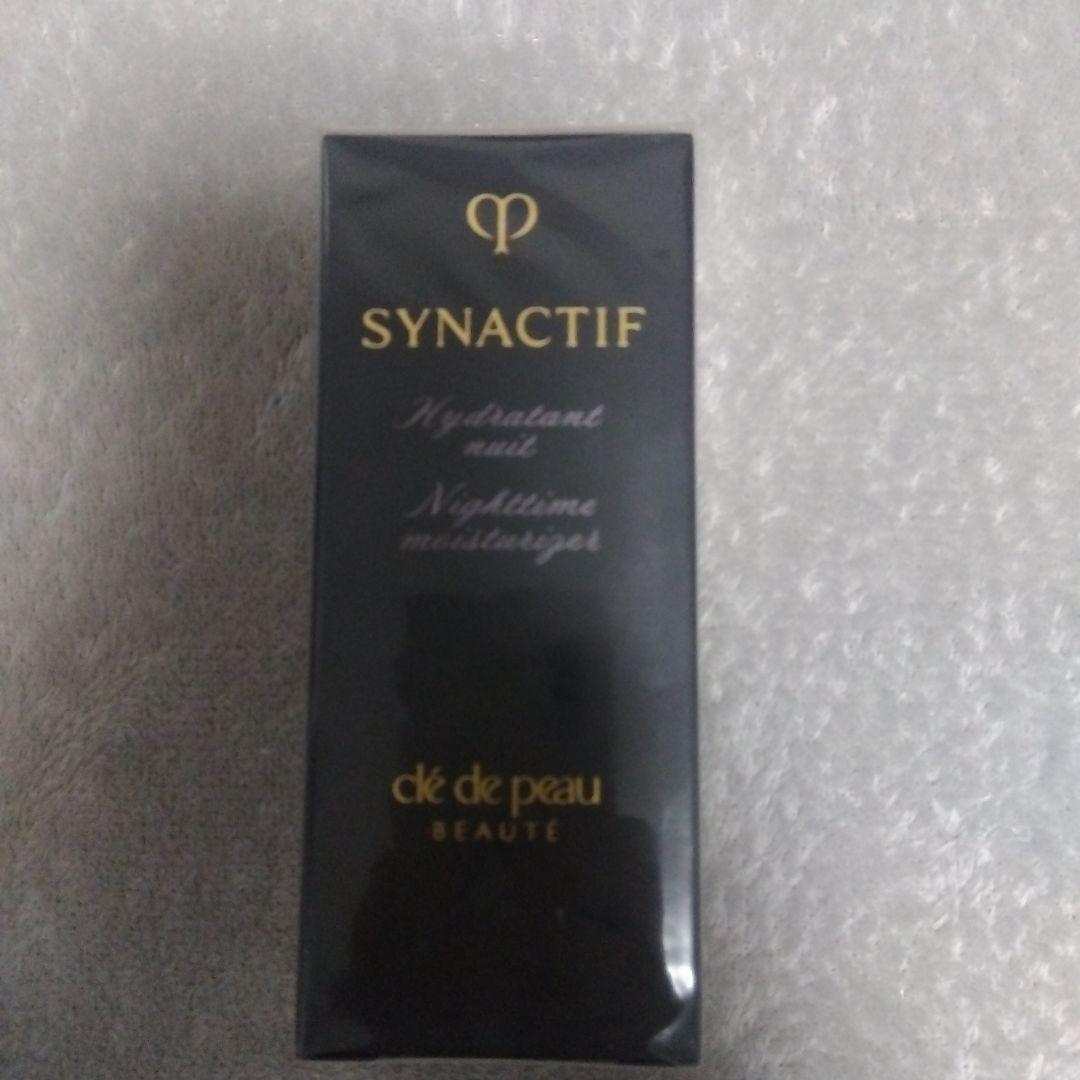 SYNACTIF
Hydratant
nuit
Nighttime
moisturizer
clé de peau
BEAUTÉ